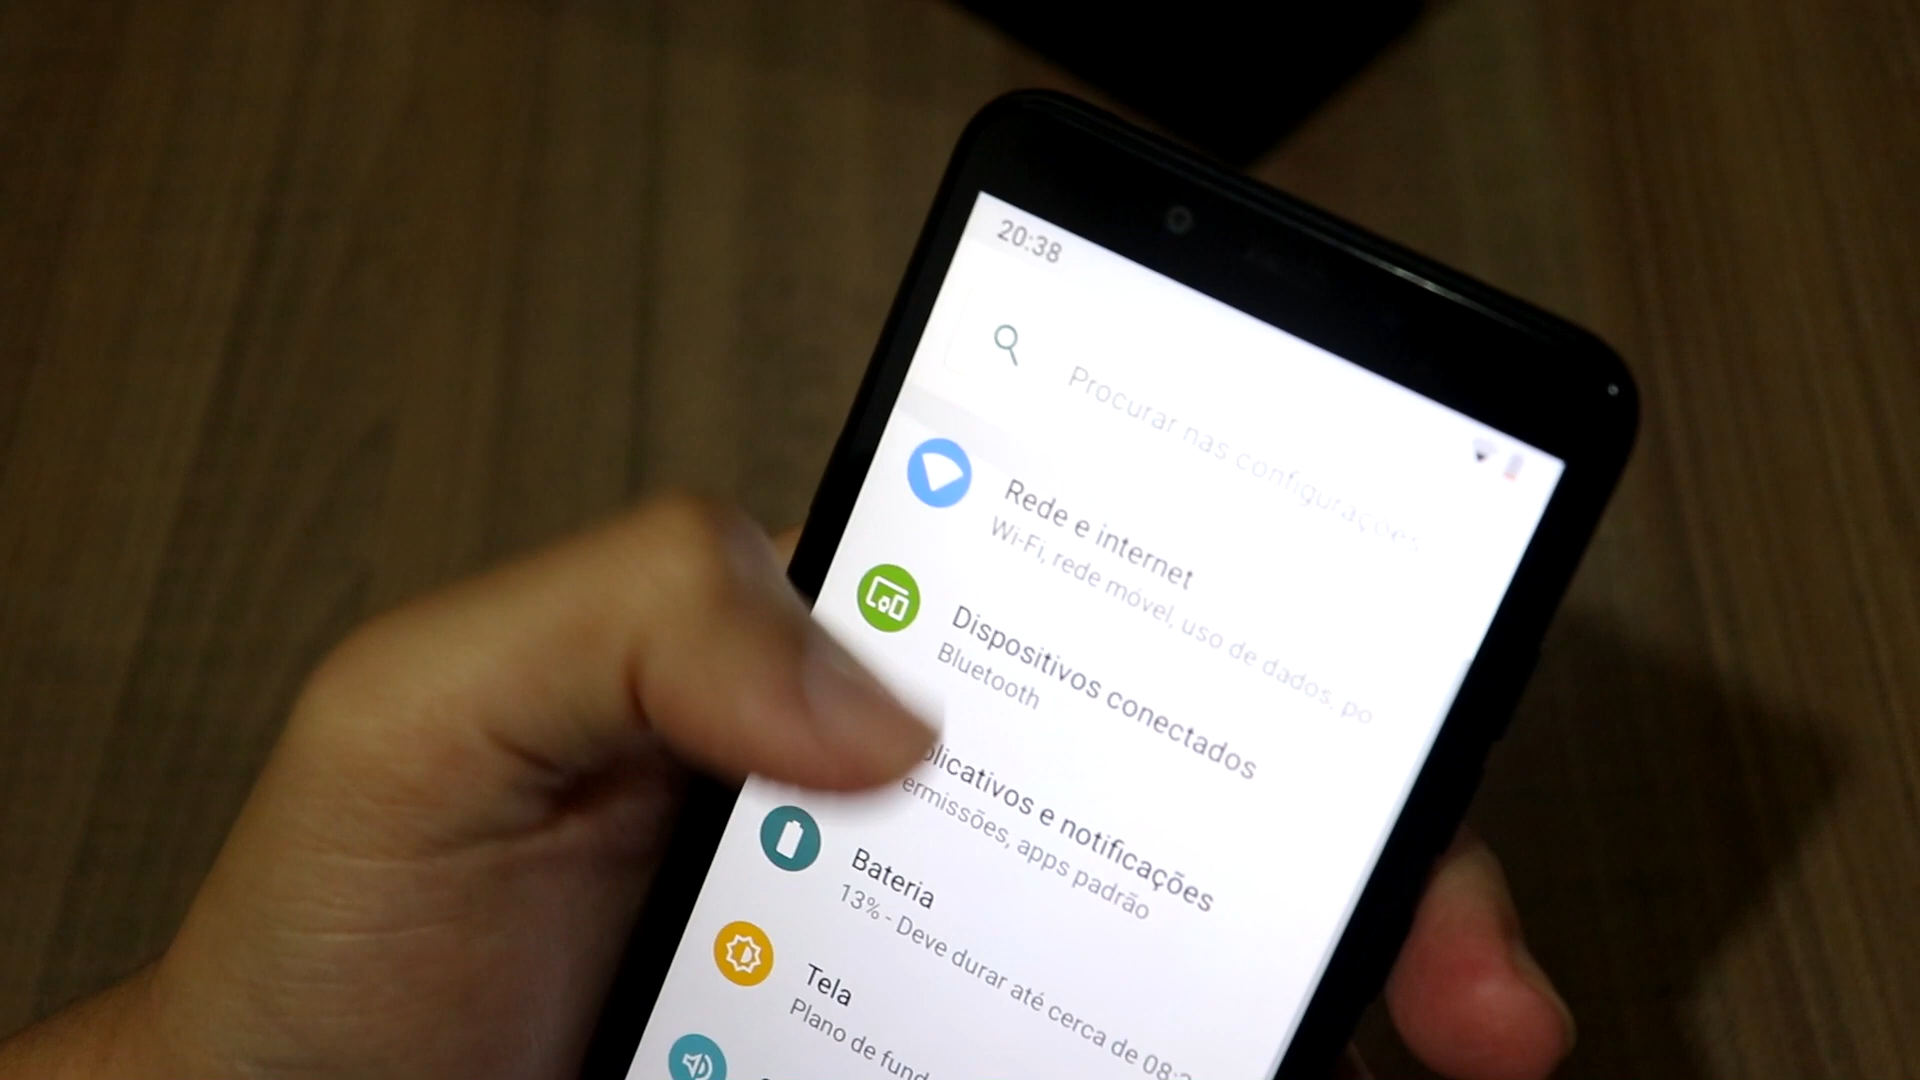 20:38
Procurar nas configurações
Rede e internet
Wi-Fi, rede móvel, uso de dados, po
Dispositivos conectados
Bluetooth
plicativos e notificações
ermissões, apps padrão
Bateria
13% - Deve durar até cerca de 08:
Tela
Plano de fund